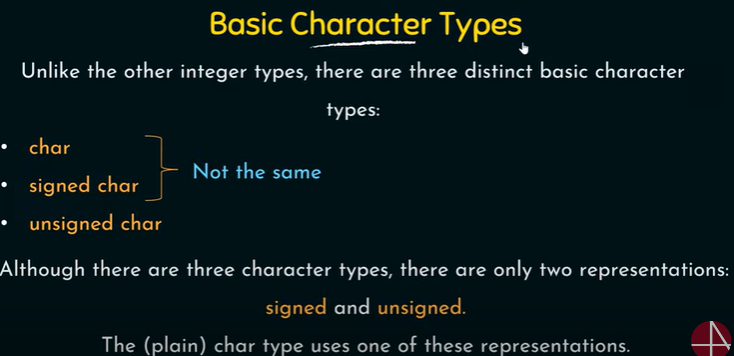 Basic Character Types
Unlike the other integer types, there are three distinct basic character
types:
• char
• signed char
Not the same
• unsigned char
Although there are three character types, there are only two representations:
signed and unsigned.
The (plain) char type uses one of these representations.